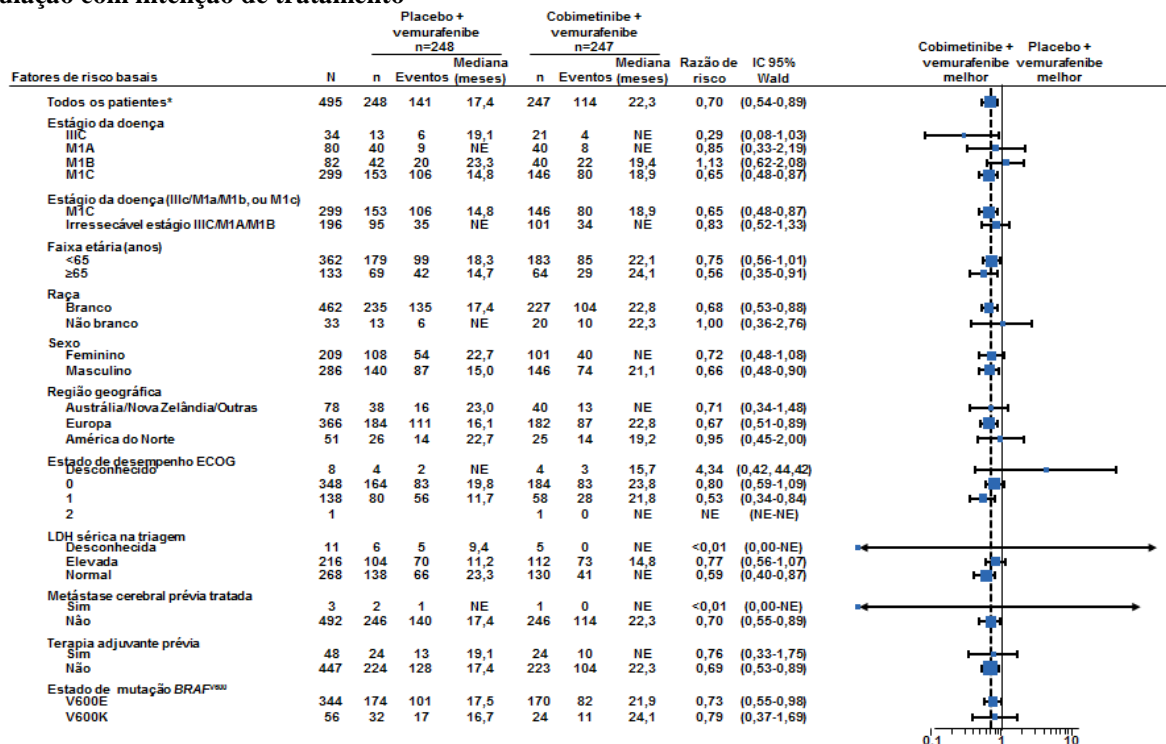 diação com intenção de tratamento
Placebo + vemurafenibe n=248
Cobimetinibe + vemurafenibe n=247
Cobimetinibe + vemurafenibe melhor
Placebo + vemurafenibe melhor
Fatores de risco basais N n Eventos Mediana (meses) n Eventos Mediana (meses) Razão de risco IC 95% Wald
Todos os patientes* 495 248 141 17,4 247 114 22,3 0,70 (0,54-0,89)
Estágio da doença
IIIC 34 13 6 19,1 21 4 NE 0,29 (0,08-1,03)
M1A 80 40 9 NE 40 8 NE 0,85 (0,33-2,19)
M1B 82 42 20 23,3 40 22 19,4 1,13 (0,62-2,08)
M1C 299 153 106 14,8 146 80 18,9 0,65 (0,48-0,87)
Estágio da doença (IIIc/M1a/M1b, ou M1c)
M1C 299 153 106 14,8 146 80 18,9 0,65 (0,48-0,87)
Irressecável estágio IIIC/M1A/M1B 196 95 35 NE 101 34 NE 0,83 (0,52-1,33)
Faixa etária (anos)
<65 362 179 99 18,3 183 85 22,1 0,75 (0,56-1,01)
≥65 133 69 42 14,7 64 29 24,1 0,56 (0,35-0,91)
Raça
Branco 462 235 135 17,4 227 104 22,8 0,68 (0,53-0,88)
Não branco 33 13 6 NE 20 10 22,3 1,00 (0,36-2,76)
Sexo
Feminino 209 108 54 22,7 101 40 NE 0,72 (0,48-1,08)
Masculino 286 140 87 15,0 146 74 21,1 0,66 (0,48-0,90)
Região geográfica
Austrália/Nova Zelândia/Outras 78 38 16 23,0 40 13 NE 0,71 (0,34-1,48)
Europa 366 184 111 16,1 182 87 22,8 0,67 (0,51-0,89)
América do Norte 51 26 14 22,7 25 14 19,2 0,95 (0,45-2,00)
Estado de desempenho ECOG
Desconhecido 8 4 2 NE 4 3 15,7 4,34 (0,42, 44,42)
0 348 164 83 19,8 184 83 23,8 0,80 (0,59-1,09)
1 138 80 56 11,7 58 28 21,8 0,53 (0,34-0,84)
2 1 1 0 NE NE (NE-NE)
LDH sérica na triagem
Desconhecida 11 6 5 9,4 5 0 NE <0,01 (0,00-NE)
Elevada 216 104 70 11,2 112 73 14,8 0,77 (0,56-1,07)
Normal 268 138 66 23,3 130 41 NE 0,59 (0,40-0,87)
Metástase cerebral prévia tratada
Sim 3 2 1 NE 1 0 NE <0,01 (0,00-NE)
Não 492 246 140 17,4 246 114 22,3 0,70 (0,55-0,89)
Terapia adjuvante prévia
Sim 48 24 13 19,1 24 10 NE 0,76 (0,33-1,75)
Não 447 224 128 17,4 223 104 22,3 0,69 (0,53-0,89)
Estado de mutação BRAFV600
V600E 344 174 101 17,5 170 82 21,9 0,73 (0,55-0,98)
V600K 56 32 17 16,7 24 11 24,1 0,79 (0,37-1,69)
0,1 1 10